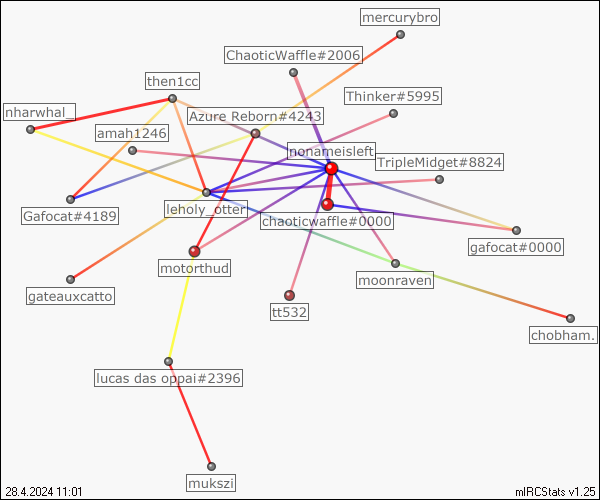 mercurybro
ChaoticWaffle#2006
then1cc
Thinker#5995
nharwhal_
Azure Reborn#4243
amah1246
nonameisleft
TripleMidget#8824
Gafocat#4189
leholy_otter
chaoticwaffle#0000
gafocat#0000
motorthud
moonraven
gateauxcatto
tt532
chobham.
lucas das oppai#2396
mukszi
28.4.2024 11:01
mIRCStats v1.25